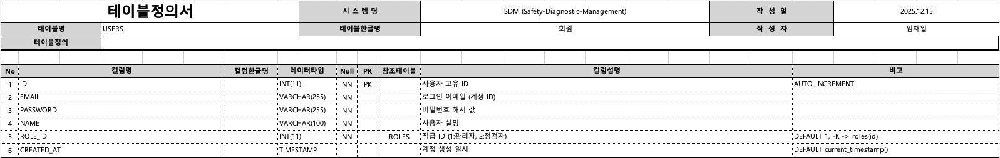 테이블정의서 시 스 템 명 SDM (Safety-Diagnostic-Management) 작 성 일 2025.12.15
테이블명 USERS 테이블한글명 회원 작 성 자 임채일
테이블정의
No 컬럼명 컬럼한글명 데이터타입 Null PK 참조테이블 컬럼설명 비고
1 ID INT(11) NN PK 사용자 고유 ID AUTO_INCREMENT
2 EMAIL VARCHAR(255) NN 로그인 이메일 (계정 ID)
3 PASSWORD VARCHAR(255) NN 비밀번호 해시 값
4 NAME VARCHAR(100) NN 사용자 실명
5 ROLE_ID INT(11) NN ROLES 직급 ID (1:관리자, 2:점검자) DEFAULT 1, FK -> roles(id)
6 CREATED_AT TIMESTAMP 계정 생성 일시 DEFAULT current_timestamp()